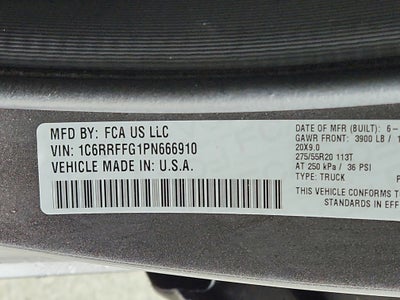 MFD BY: FCA US LLC
VIN: 1C6RRFFG1PN666910
VEHICLE MADE IN: U.S.A.
DATE OF MFR (BUILT): 6-
GAWR FRONT: 3900 LB / 1
20X9.0
275/55R20 113T
AT 250 kPa / 36 PSI
TYPE: TRUCK
THIS VEHICLE CONFORMS T
STANDARDS IN EFF